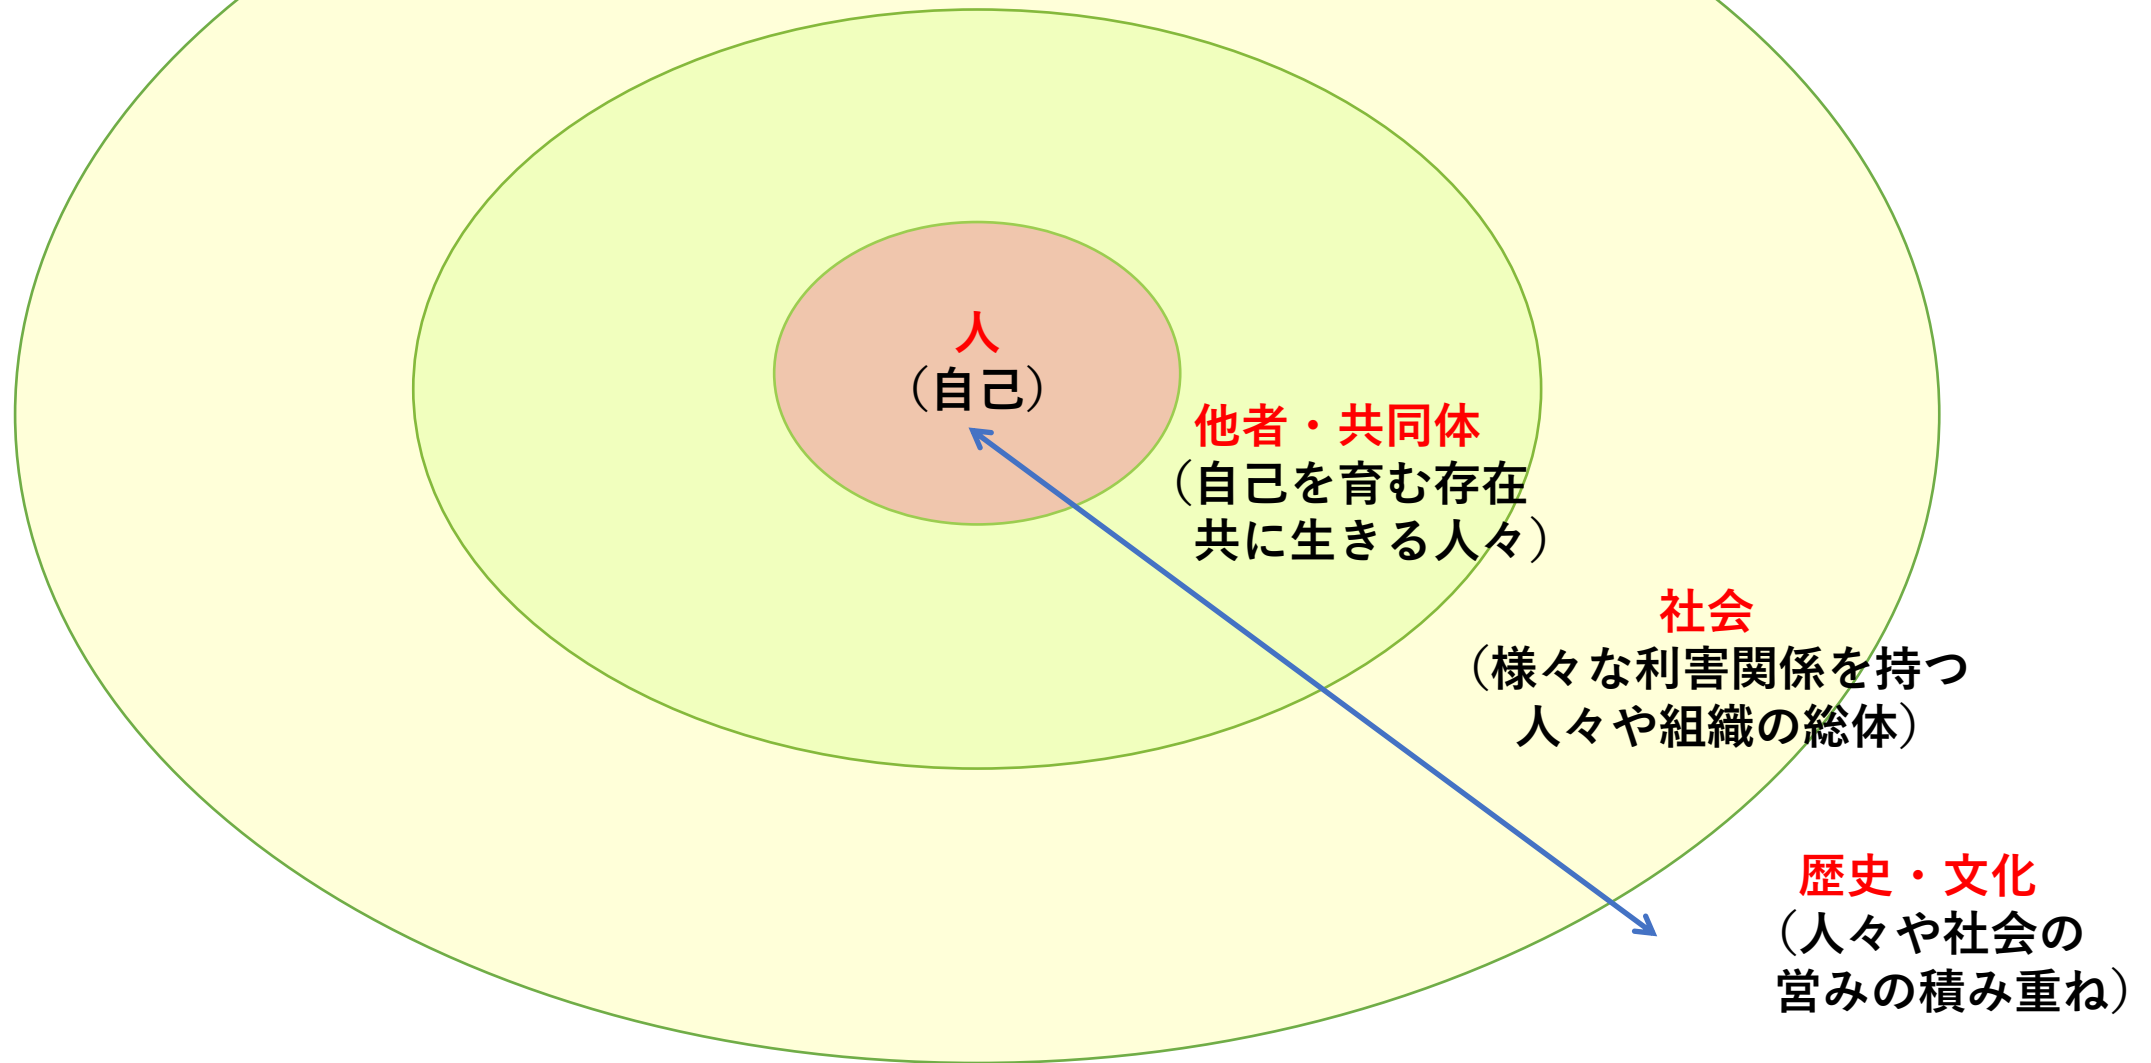 人
（自己）
他者・共同体
（自己を育む存在
共に生きる人々）
社会
（様々な利害関係を持つ
人々や組織の総体）
歴史・文化
（人々や社会の
営みの積み重ね）